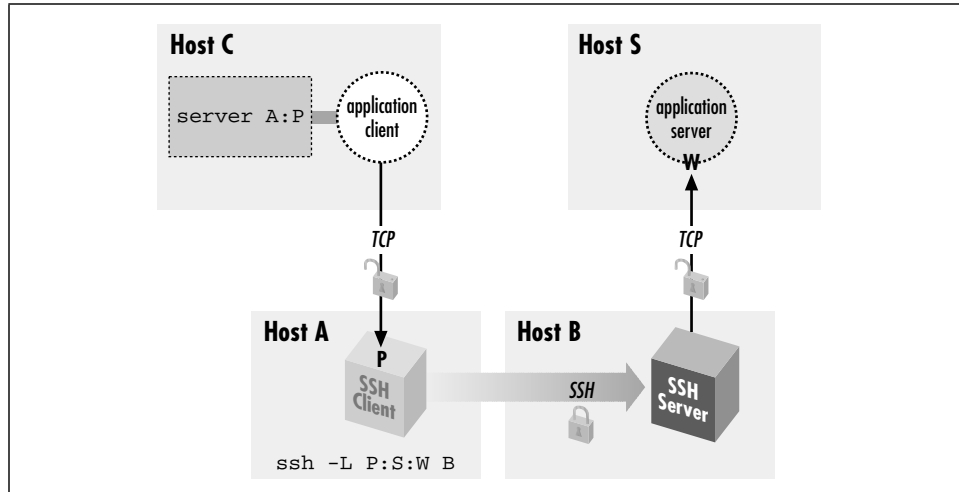 Host C
server A:P
application
client
Host S
application
server
W
TCP
TCP
Host A
P
SSH
Client
ssh -L P:S:W B
Host B
SSH
SSH
Server